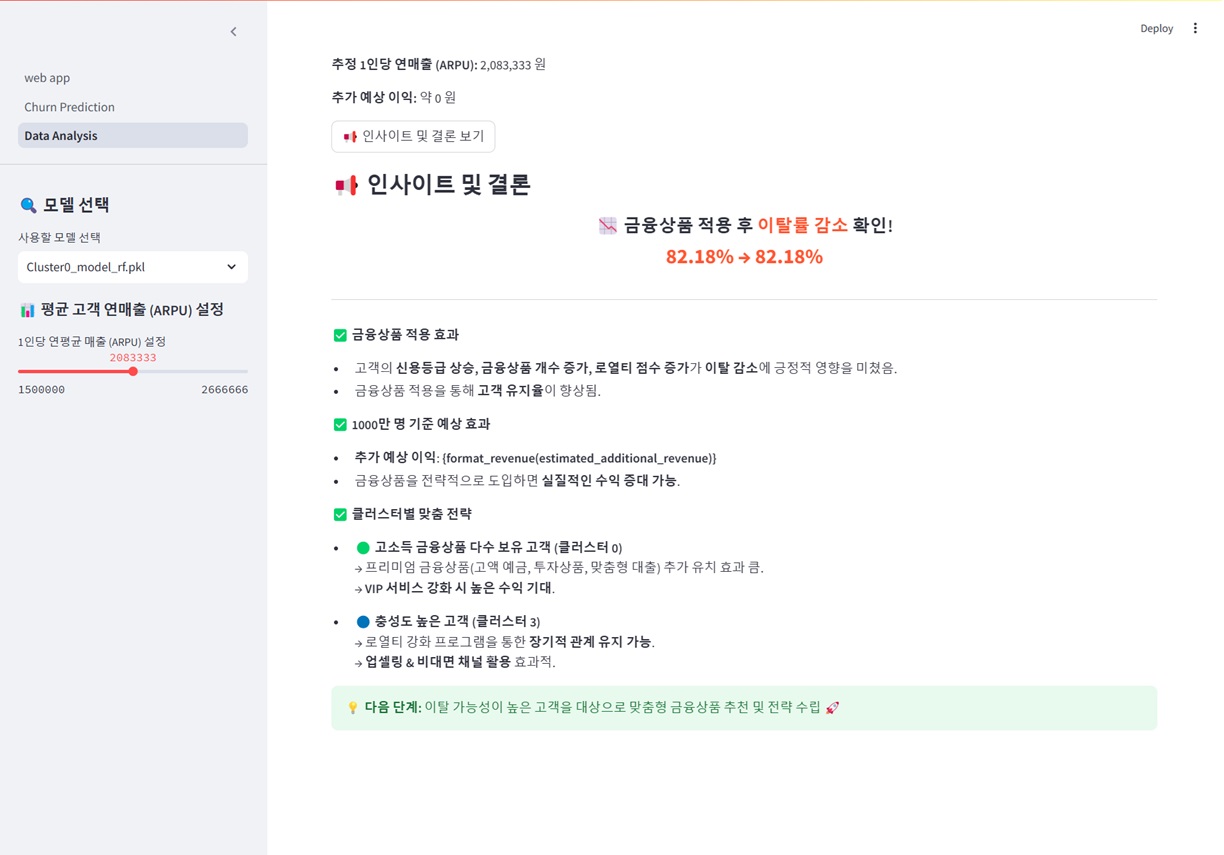 Deploy
web app
Churn Prediction
Data Analysis
모델 선택
사용할 모델 선택
Cluster0_model_rf.pkl
평균 고객 연매출 (ARPU) 설정
1인당 연평균 매출 (ARPU) 설정
2083333
1500000 2666666
추정 1인당 연매출 (ARPU): 2,083,333 원
추가 예상 이익: 약 0 원
인사이트 및 결론 보기
인사이트 및 결론
금융상품 적용 후 이탈률 감소 확인!
82.18% → 82.18%
금융상품 적용 효과
• 고객의 신용등급 상승, 금융상품 개수 증가, 로열티 점수 증가가 이탈 감소에 긍정적 영향을 미쳤음.
• 금융상품 적용을 통해 고객 유지율이 향상됨.
1000만 명 기준 예상 효과
• 추가 예상 이익: {format_revenue(estimated_additional_revenue)}
• 금융상품을 전략적으로 도입하면 실질적인 수익 증대 가능.
클러스터별 맞춤 전략
• 고소득 금융상품 다수 보유 고객 (클러스터 0)
→ 프리미엄 금융상품(고액 예금, 투자상품, 맞춤형 대출) 추가 유치 효과 큼.
→ VIP 서비스 강화 시 높은 수익 기대.
• 충성도 높은 고객 (클러스터 3)
→ 로열티 강화 프로그램을 통한 장기적 관계 유지 가능.
→ 업셀링 & 비대면 채널 활용 효과적.
다음 단계: 이탈 가능성이 높은 고객을 대상으로 맞춤형 금융상품 추천 및 전략 수립